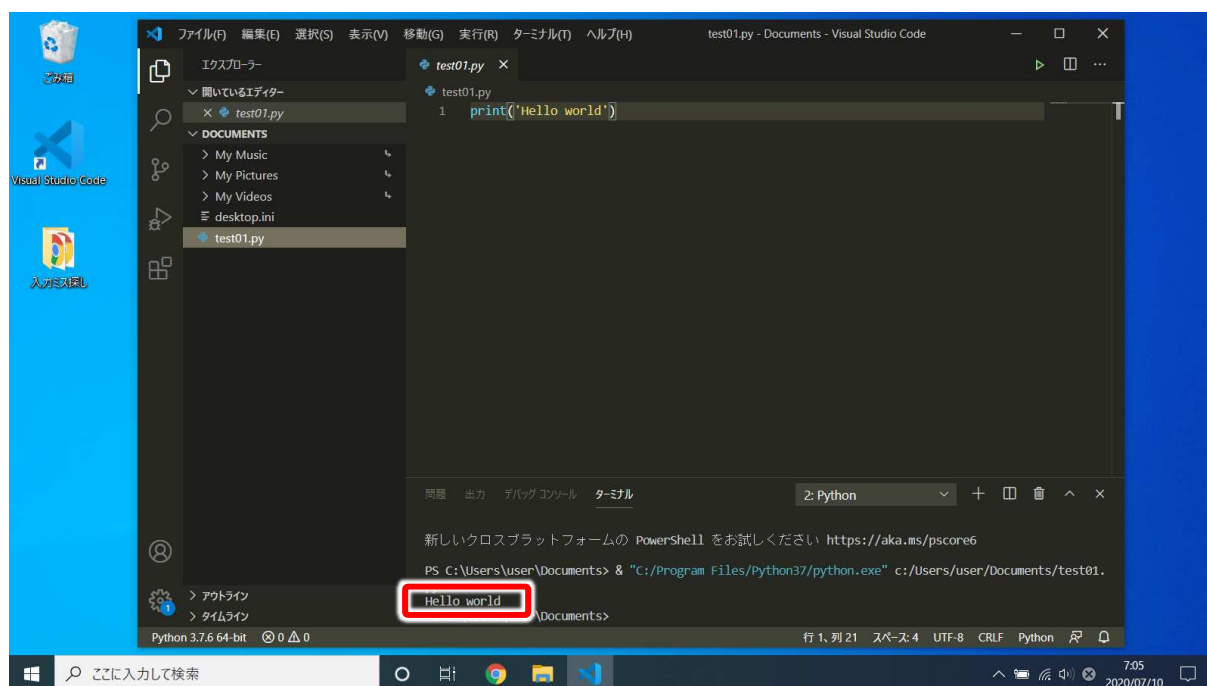 ごみ箱
Visual Studio Code
入力ミス探し
ファイル(F) 編集(E) 選択(S) 表示(V) 移動(G) 実行(R) ターミナル(T) ヘルプ(H)
test01.py - Documents - Visual Studio Code
エクスプローラー
開いているエディター
test01.py
DOCUMENTS
My Music
My Pictures
My Videos
desktop.ini
test01.py
アウトライン
タイムライン
test01.py
test01.py
1 print('Hello world')
問題 出力 デバッグ コンソール ターミナル
2: Python
新しいクロスプラットフォームの PowerShell をお試しください https://aka.ms/pscore6
PS C:\Users\user\Documents> & "C:/Program Files/Python37/python.exe" c:/Users/user/Documents/test01.
Hello world
\Documents>
Python 3.7.6 64-bit 0 0
行 1、列 21 スペース: 4 UTF-8 CRLF Python
1
ここに入力して検索
7:05
2020/07/10